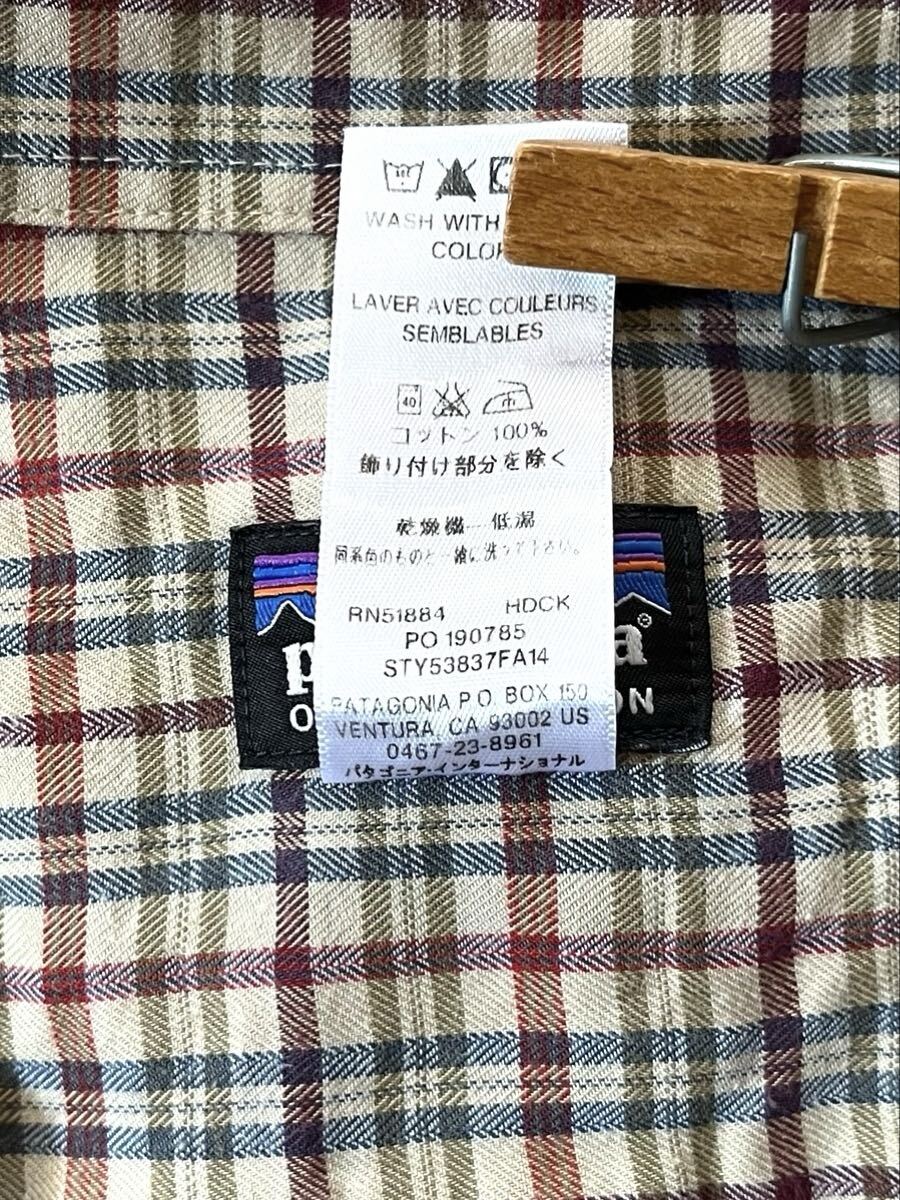 WASH WITH
COLOR
LAVER AVEC COULEURS
SEMBLABLES
40
コットン 100%
飾り付け部分を除く
乾燥機 低温
同系色のものと一緒に洗って下さい。
RN51884 HDCK
PO 190785
STY53837FA14
PATAGONIA P.O. BOX 150
VENTURA, CA 93002 US
0467-23-8961
パタゴニア・インターナショナル
p a®
O ON